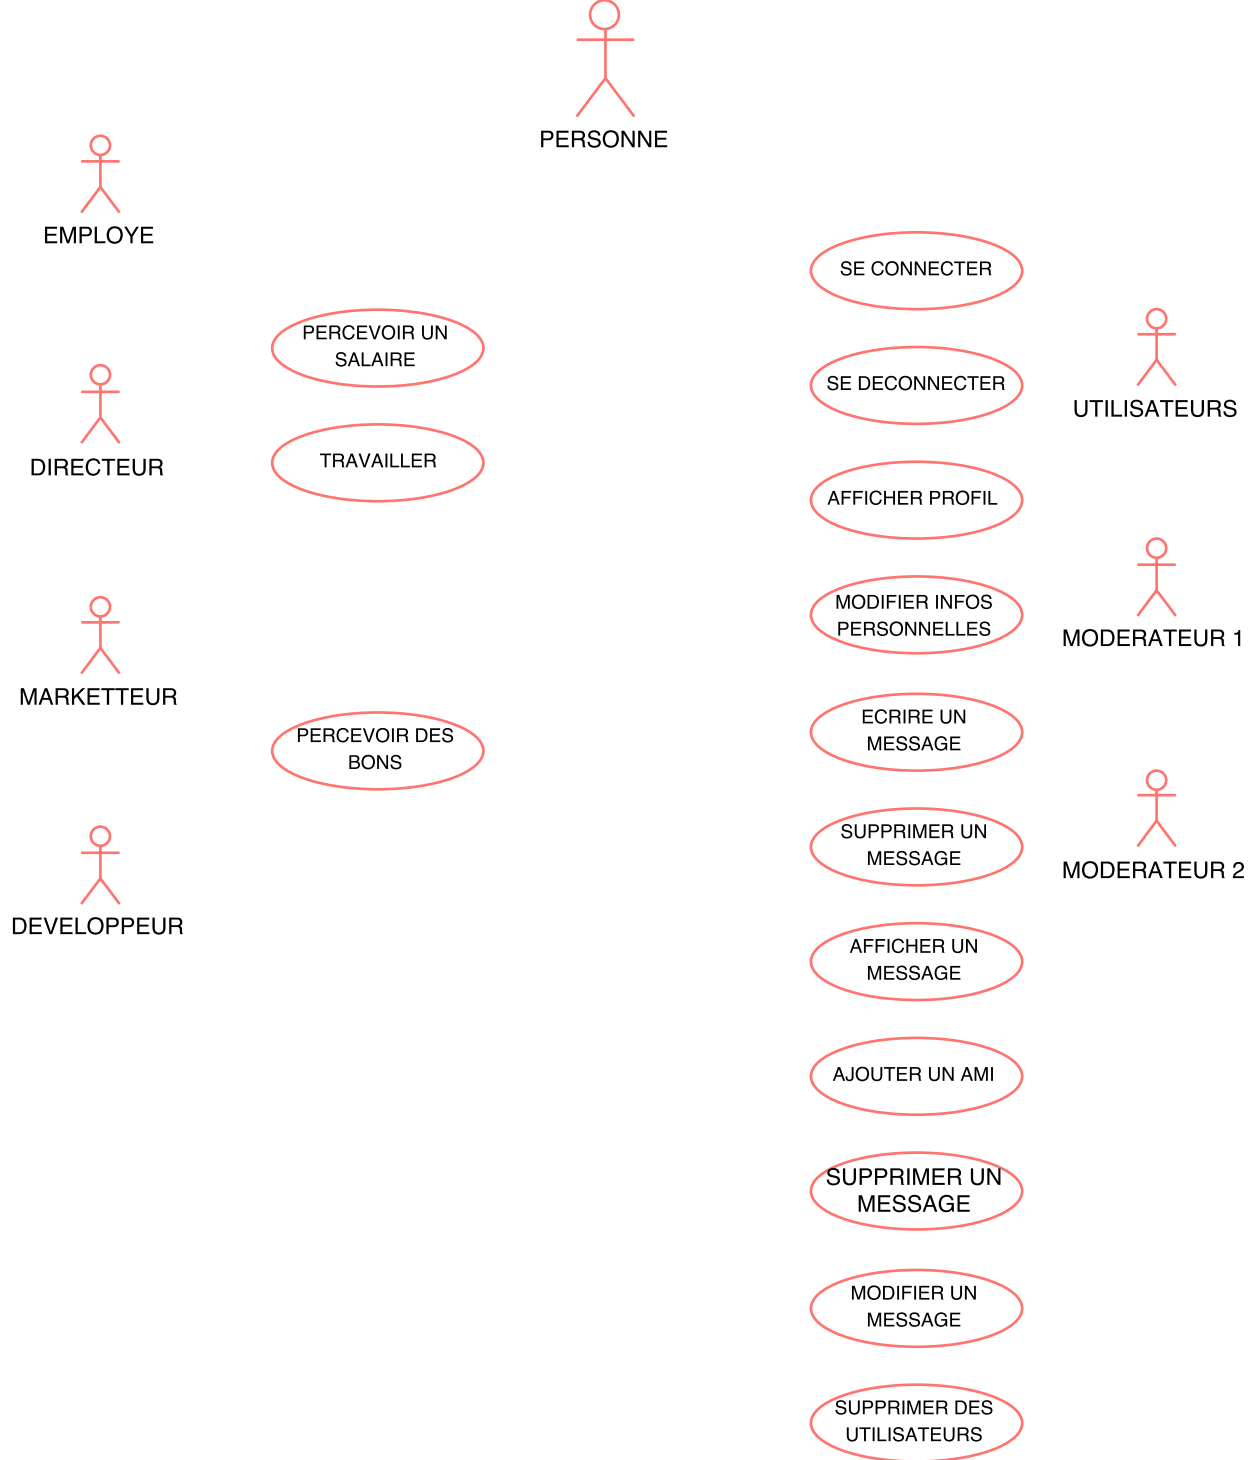 PERSONNE
EMPLOYE
DIRECTEUR
MARKETTEUR
DEVELOPPEUR
PERCEVOIR UN
SALAIRE
TRAVAILLER
PERCEVOIR DES
BONS
SE CONNECTER
SE DECONNECTER
AFFICHER PROFIL
MODIFIER INFOS
PERSONNELLES
ECRIRE UN
MESSAGE
SUPPRIMER UN
MESSAGE
AFFICHER UN
MESSAGE
AJOUTER UN AMI
SUPPRIMER UN
MESSAGE
MODIFIER UN
MESSAGE
SUPPRIMER DES
UTILISATEURS
UTILISATEURS
MODERATEUR 1
MODERATEUR 2